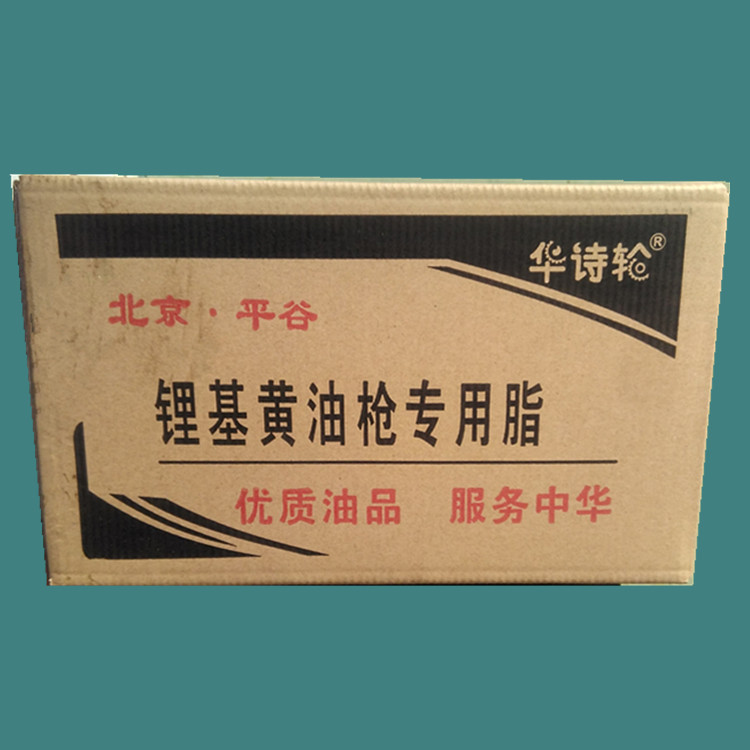 华诗轮®
北京·平谷
锂基黄油枪专用脂
优质油品 服务中华